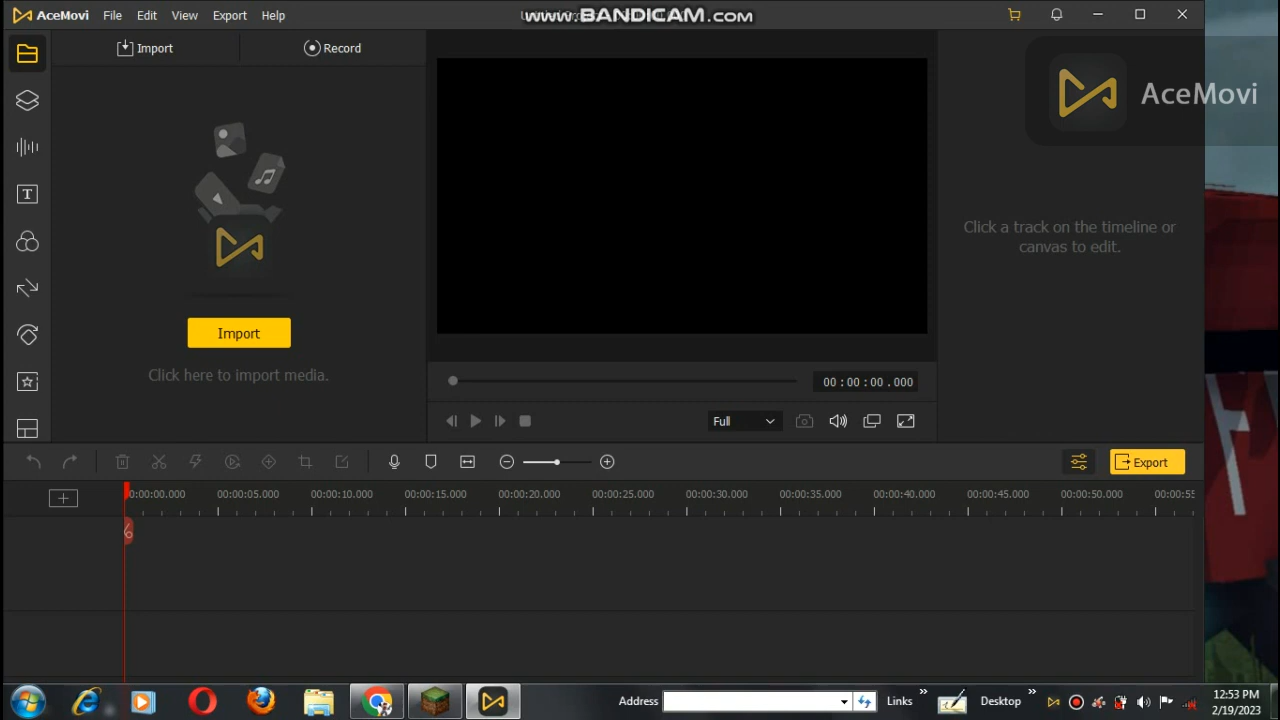 AceMovi File Edit View Export Help
www.BANDICAM.com
Import Record
AceMovi
Click a track on the timeline or
canvas to edit.
Import
Click here to import media.
00:00:00.000
Full
Export
0:00:00.000 00:00:05.000 00:00:10.000 00:00:15.000 00:00:20.000 00:00:25.000 00:00:30.000 00:00:35.000 00:00:40.000 00:00:45.000 00:00:50.000 00:00:55
Address Links » Desktop »
12:53 PM
2/19/2023